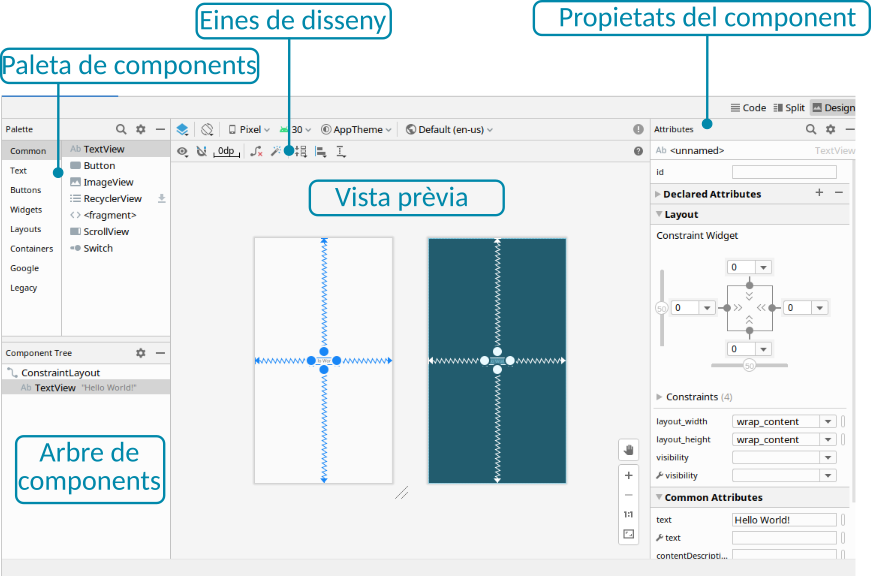 Eines de disseny
Propietats del component
Paleta de components
Code Split Design
Palette
Pixel 30 AppTheme Default (en-us)
Attributes
Common
Text
Buttons
Widgets
Layouts
Containers
Google
Legacy
Ab TextView
Button
ImageView
RecyclerView
<> <fragment>
ScrollView
Switch
0dp
Vista prèvia
Ab <unnamed> TextView
id
Declared Attributes
Layout
Constraint Widget
0
50
0
0
0
50
Constraints (4)
layout_width wrap_content
layout_height wrap_content
visibility
visibility
Common Attributes
text Hello World!
text
contentDescripti...
Component Tree
ConstraintLayout
Ab TextView "Hello World!"
Arbre de
components
1:1